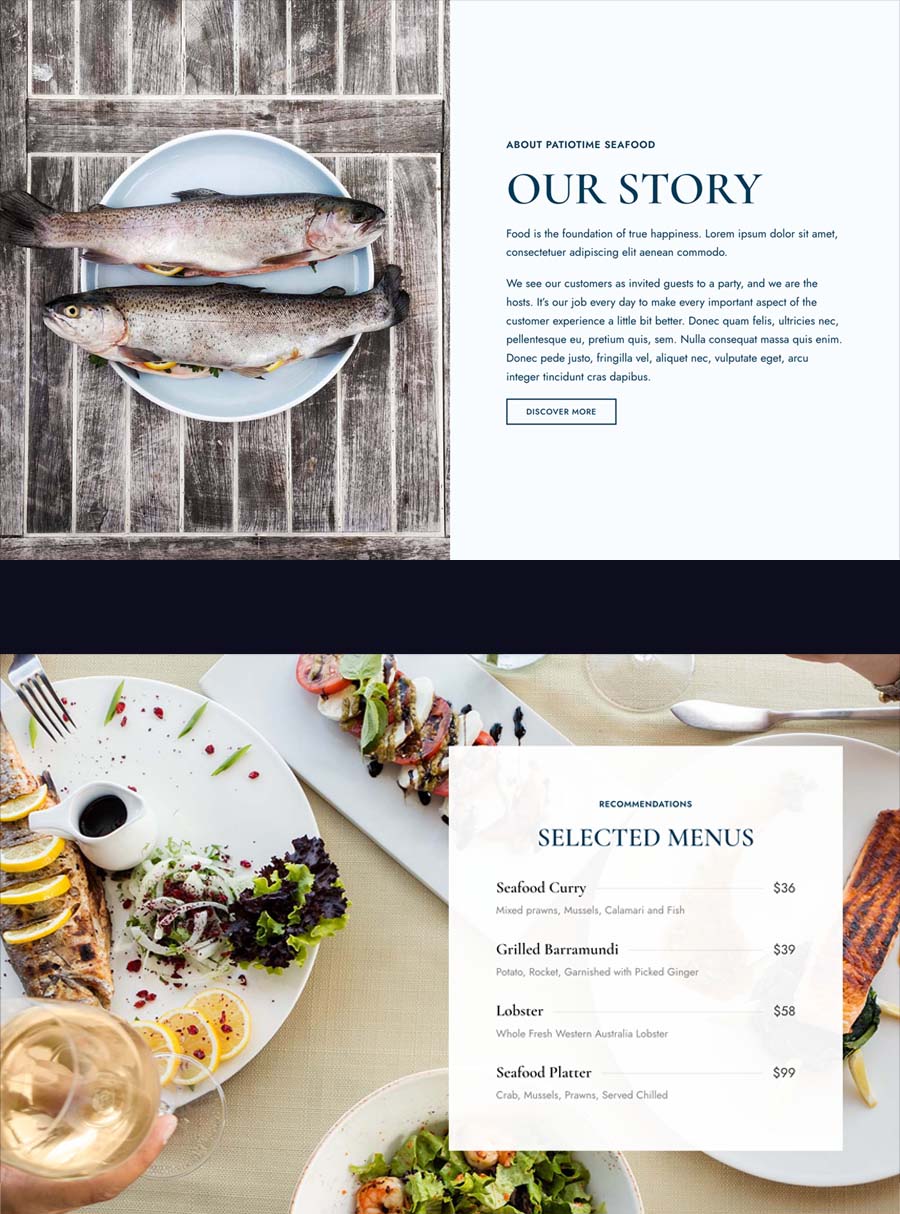 ABOUT PATIOTIME SEAFOOD
OUR STORY
Food is the foundation of true happiness. Lorem ipsum dolor sit amet,
consectetuer adipiscing elit aenean commodo.
We see our customers as invited guests to a party, and we are the
hosts. It's our job every day to make every important aspect of the
customer experience a little bit better. Donec quam felis, ultricies nec,
pellentesque eu, pretium quis, sem. Nulla consequat massa quis enim.
Donec pede justo, fringilla vel, aliquet nec, vulputate eget, arcu
integer tincidunt cras dapibus.
DISCOVER MORE
RECOMMENDATIONS
SELECTED MENUS
Seafood Curry $36
Mixed prawns, Mussels, Calamari and Fish
Grilled Barramundi $39
Potato, Rocket, Garnished with Picked Ginger
Lobster $58
Whole Fresh Western Australia Lobster
Seafood Platter $99
Crab, Mussels, Prawns, Served Chilled